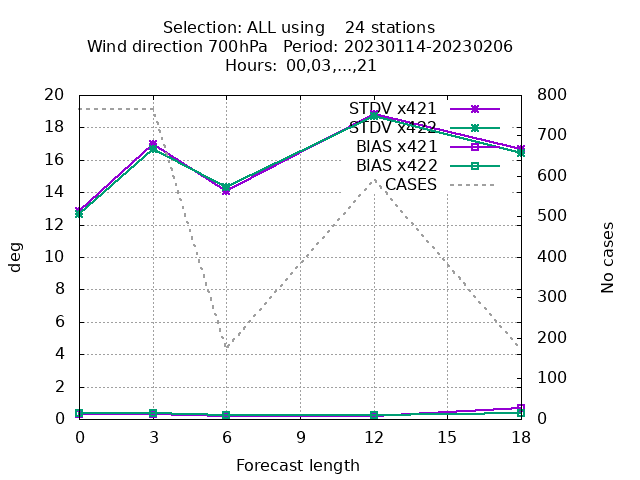 Selection: ALL using    24 stations
Wind direction 700hPa   Period: 20230114-20230206
Hours: 00,03,...,21
STDV x421
STDV x422
BIAS x421
BIAS x422
CASES
20
18
16
14
12
10
8
6
4
2
0
deg
800
700
600
500
400
300
200
100
0
No cases
0 3 6 9 12 15 18
Forecast length